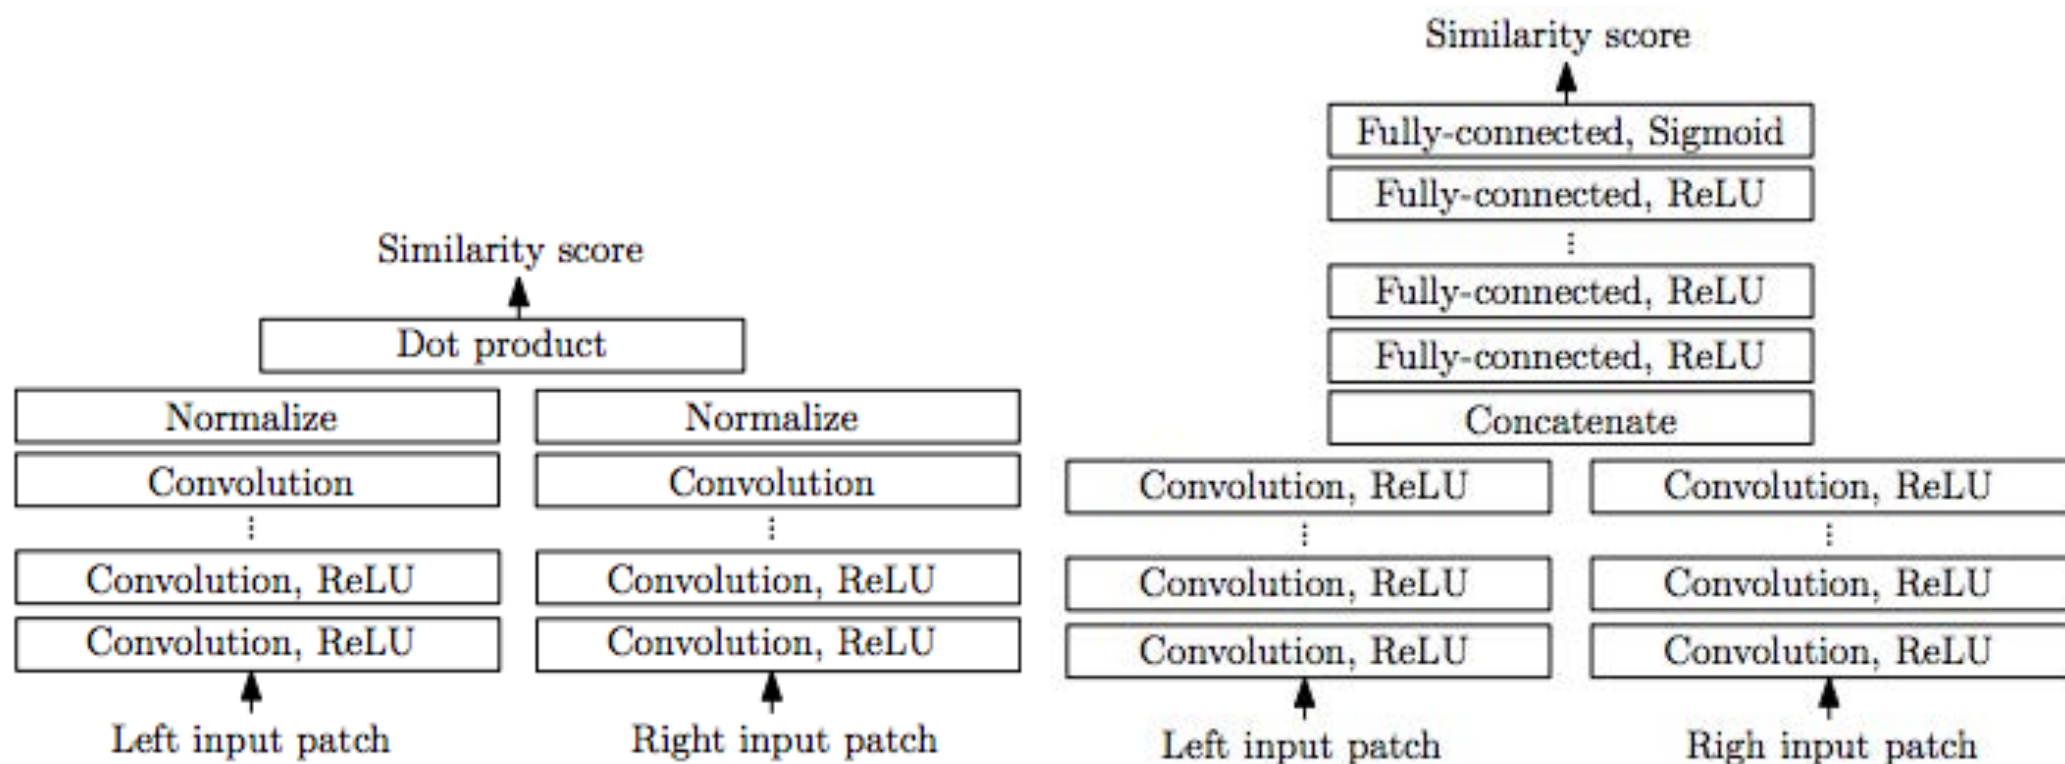 Similarity score
Dot product
Normalize
Normalize
Convolution
Convolution
⋮
⋮
Convolution, ReLU
Convolution, ReLU
Convolution, ReLU
Convolution, ReLU
Left input patch
Right input patch
Similarity score
Fully-connected, Sigmoid
Fully-connected, ReLU
⋮
Fully-connected, ReLU
Fully-connected, ReLU
Concatenate
Convolution, ReLU
Convolution, ReLU
⋮
⋮
Convolution, ReLU
Convolution, ReLU
Convolution, ReLU
Convolution, ReLU
Left input patch
Righ input patch